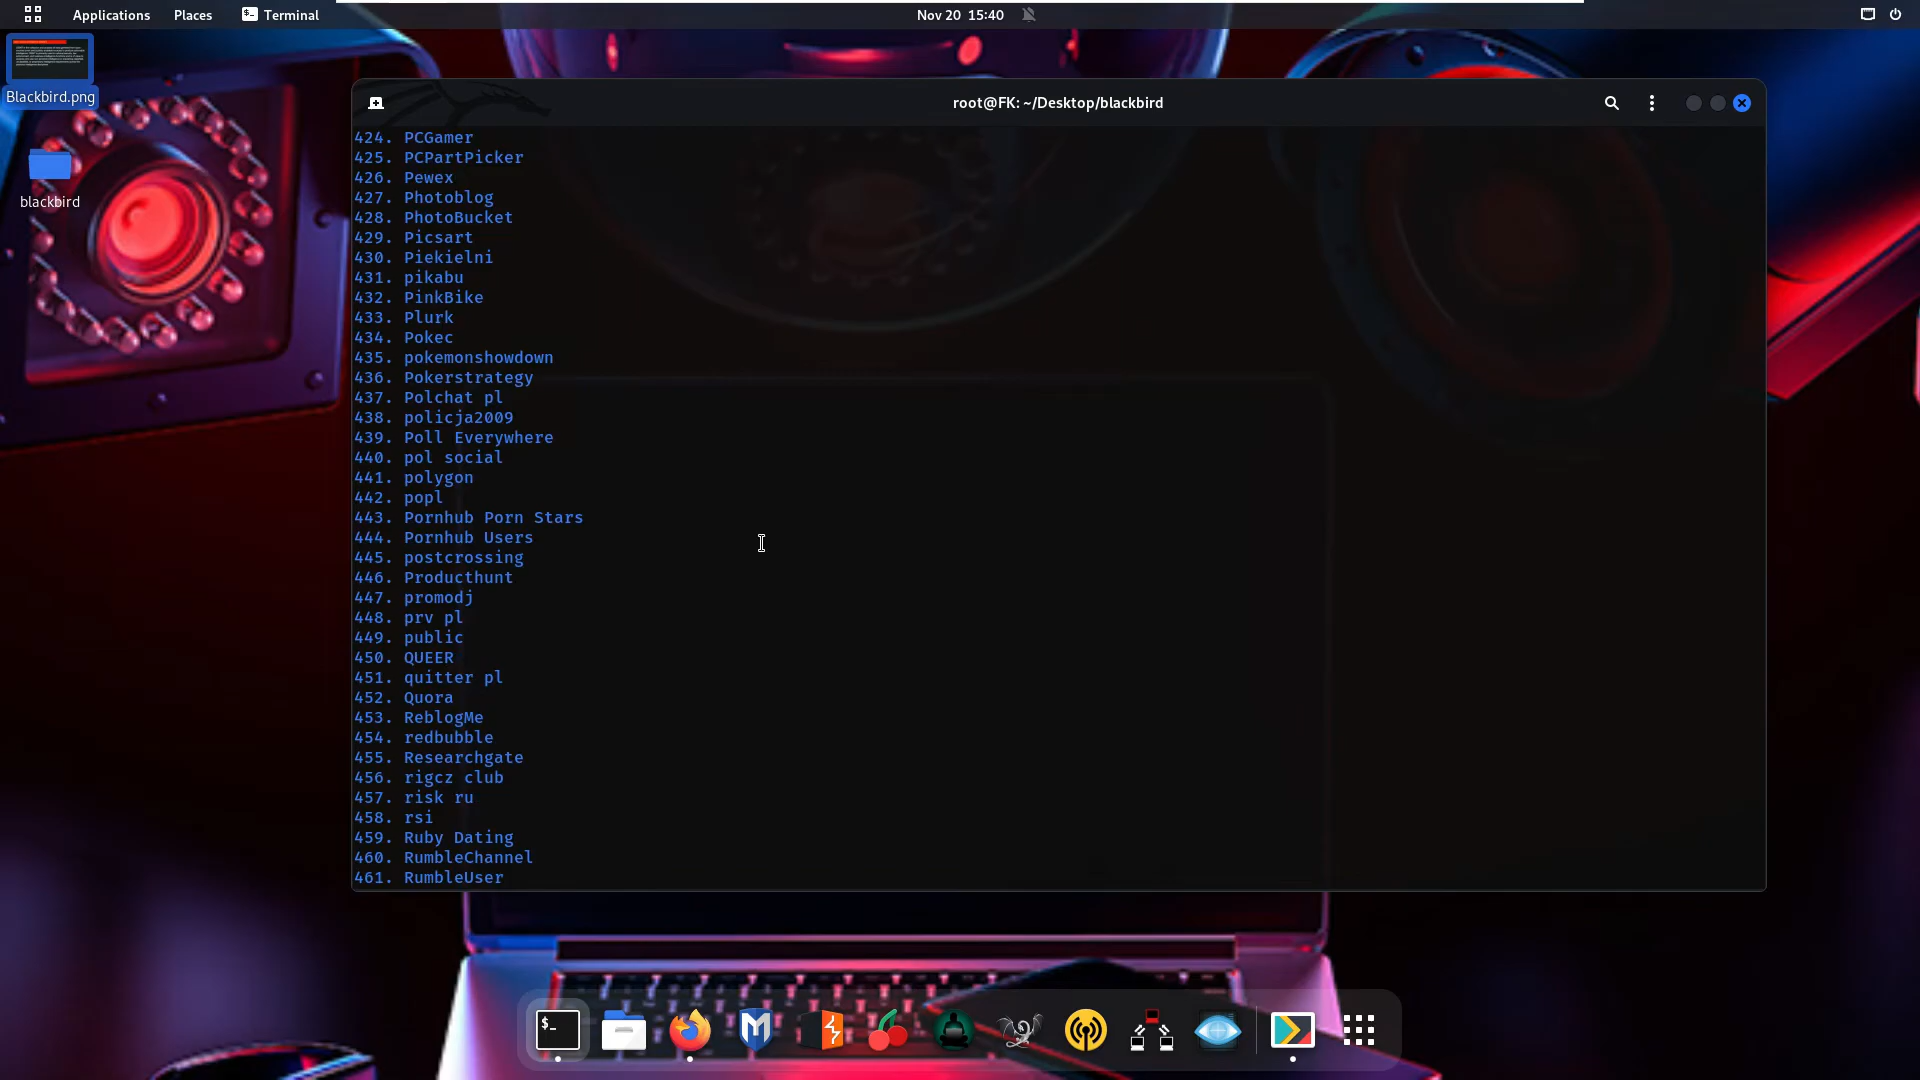 Applications Places Terminal Nov 20 15:40
Blackbird.png
blackbird
root@FK: ~/Desktop/blackbird
424. PCGamer
425. PCPartPicker
426. Pewex
427. Photoblog
428. PhotoBucket
429. Picsart
430. Piekielni
431. pikabu
432. PinkBike
433. Plurk
434. Pokec
435. pokemonshowdown
436. Pokerstrategy
437. Polchat pl
438. policja2009
439. Poll Everywhere
440. pol social
441. polygon
442. popl
443. Pornhub Porn Stars
444. Pornhub Users
445. postcrossing
446. Producthunt
447. promodj
448. prv pl
449. public
450. QUEER
451. quitter pl
452. Quora
453. ReblogMe
454. redbubble
455. Researchgate
456. rigcz club
457. risk ru
458. rsi
459. Ruby Dating
460. RumbleChannel
461. RumbleUser
$_